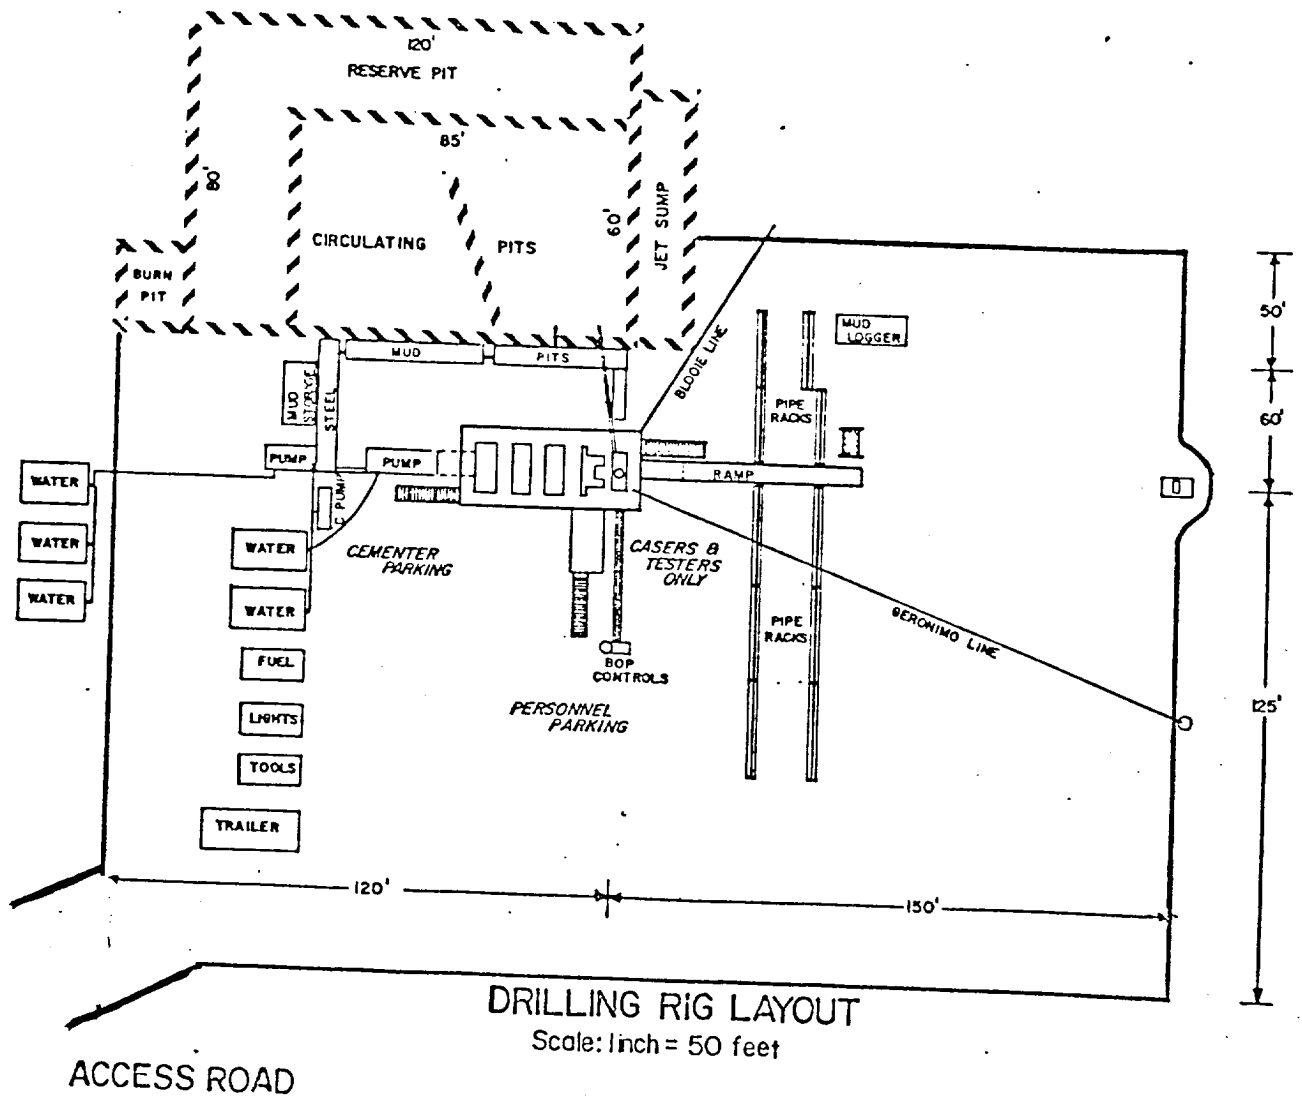 120'
RESERVE PIT
85'
80'
60'
JET SUMP
CIRCULATING PITS
BURN
PIT
50'
MUD
LOGGER
BLOOIE LINE
MUD PITS
MUD
STORAGE
STEEL
PIPE
RACKS
60'
PUMP
PUMP
RAMP
WATER
C PUMP
WATER
WATER
WATER
CEMENTER
PARKING
CASERS &
TESTERS
ONLY
WATER
PIPE
RACKS
GERONIMO LINE
FUEL
BOP
CONTROLS
LIGHTS
PERSONNEL
PARKING
125'
TOOLS
TRAILER
120'
150'
DRILLING RIG LAYOUT
Scale: 1inch = 50 feet
ACCESS ROAD